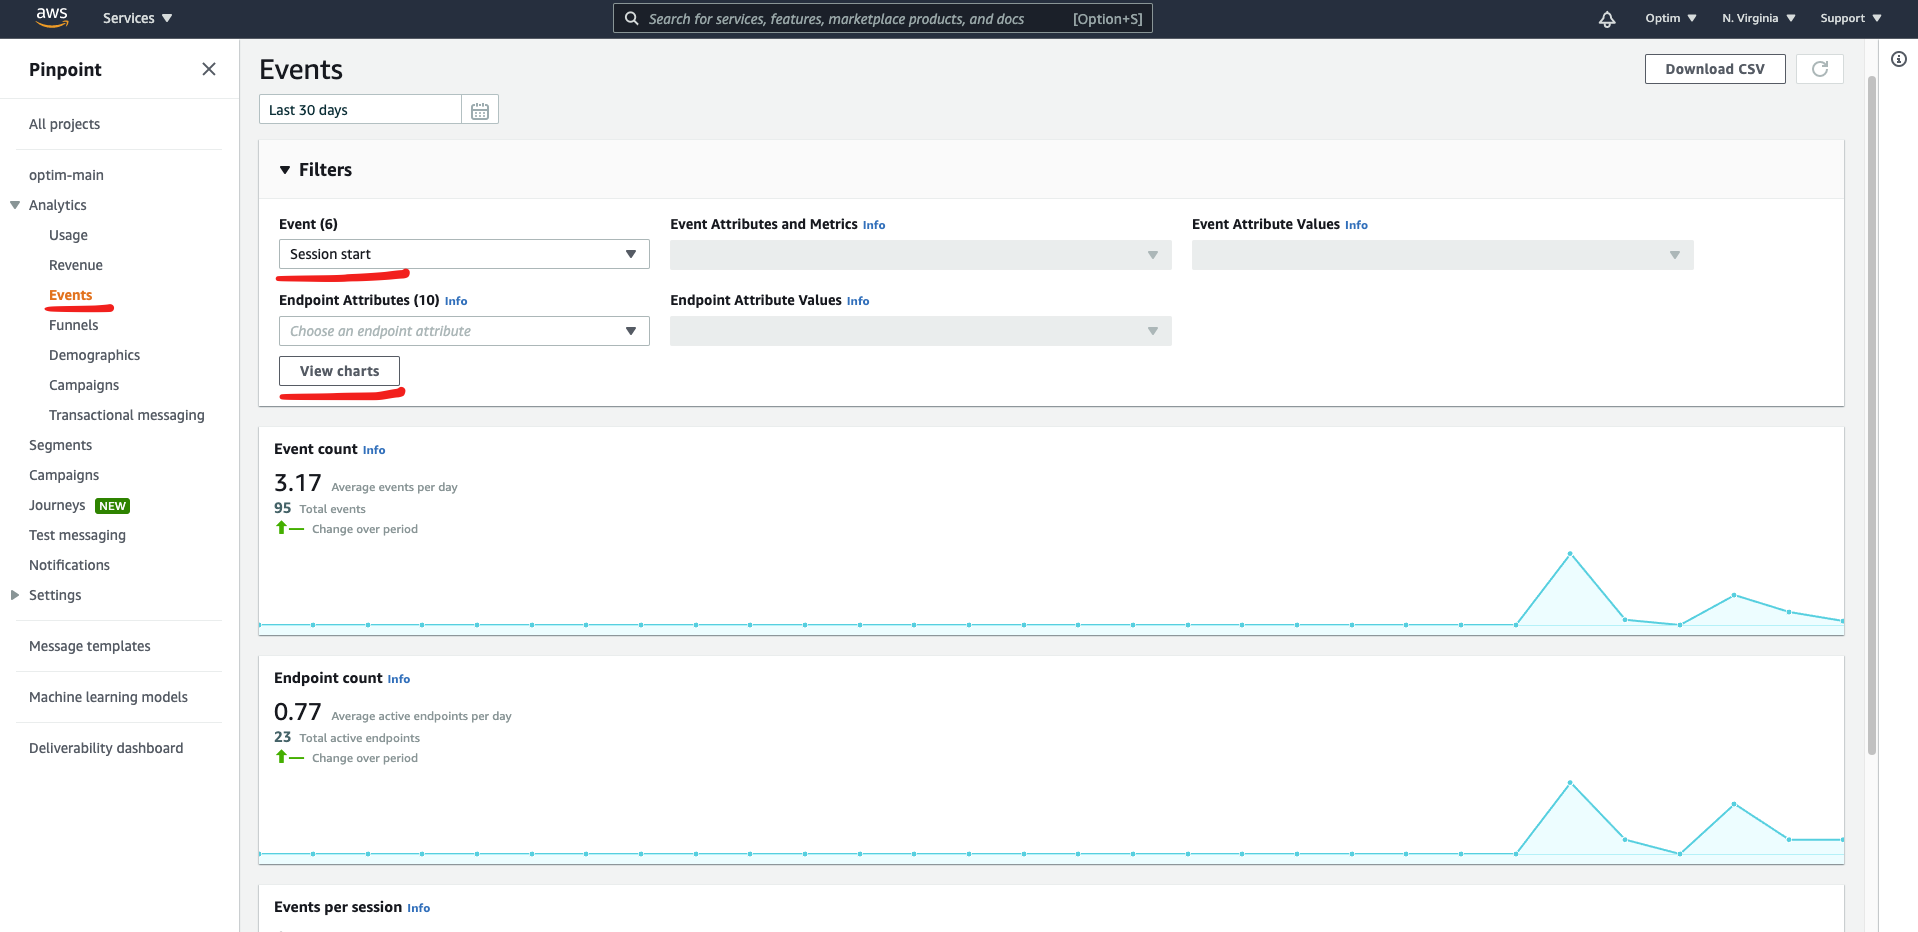 aws Services Search for services, features, marketplace products, and docs [Option+S] Optim N. Virginia Support
Pinpoint
All projects
optim-main
Analytics
Usage
Revenue
Events
Funnels
Demographics
Campaigns
Transactional messaging
Segments
Campaigns
Journeys NEW
Test messaging
Notifications
Settings
Message templates
Machine learning models
Deliverability dashboard
Events
Download CSV
Last 30 days
Filters
Event (6)
Session start
Event Attributes and Metrics Info
Event Attribute Values Info
Endpoint Attributes (10) Info
Choose an endpoint attribute
Endpoint Attribute Values Info
View charts
Event count Info
3.17 Average events per day
95 Total events
Change over period
Endpoint count Info
0.77 Average active endpoints per day
23 Total active endpoints
Change over period
Events per session Info